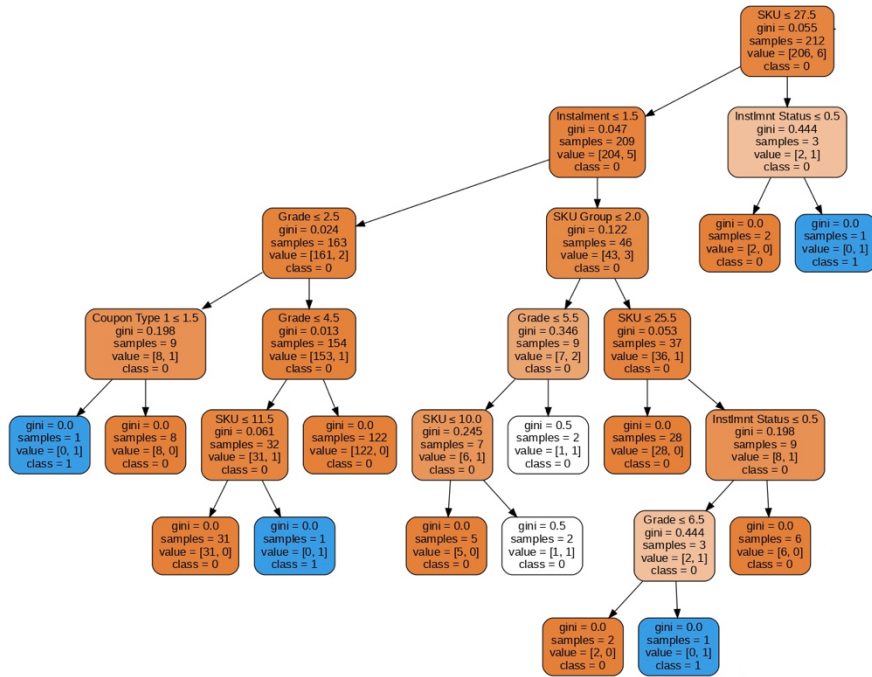 SKU ≤ 27.5
gini = 0.055
samples = 212
value = [206, 6]
class = 0
Instalment ≤ 1.5
gini = 0.047
samples = 209
value = [204, 5]
class = 0
Instlmnt Status ≤ 0.5
gini = 0.444
samples = 3
value = [2, 1]
class = 0
Grade ≤ 2.5
gini = 0.024
samples = 163
value = [161, 2]
class = 0
SKU Group ≤ 2.0
gini = 0.122
samples = 46
value = [43, 3]
class = 0
gini = 0.0
samples = 2
value = [2, 0]
class = 0
gini = 0.0
samples = 1
value = [0, 1]
class = 1
Coupon Type 1 ≤ 1.5
gini = 0.198
samples = 9
value = [8, 1]
class = 0
Grade ≤ 4.5
gini = 0.013
samples = 154
value = [153, 1]
class = 0
Grade ≤ 5.5
gini = 0.346
samples = 9
value = [7, 2]
class = 0
SKU ≤ 25.5
gini = 0.053
samples = 37
value = [36, 1]
class = 0
gini = 0.0
samples = 1
value = [0, 1]
class = 1
gini = 0.0
samples = 8
value = [8, 0]
class = 0
SKU ≤ 11.5
gini = 0.061
samples = 32
value = [31, 1]
class = 0
gini = 0.0
samples = 122
value = [122, 0]
class = 0
SKU ≤ 10.0
gini = 0.245
samples = 7
value = [6, 1]
class = 0
gini = 0.5
samples = 2
value = [1, 1]
class = 0
gini = 0.0
samples = 28
value = [28, 0]
class = 0
Instlmnt Status ≤ 0.5
gini = 0.198
samples = 9
value = [8, 1]
class = 0
gini = 0.0
samples = 31
value = [31, 0]
class = 0
gini = 0.0
samples = 1
value = [0, 1]
class = 1
gini = 0.0
samples = 5
value = [5, 0]
class = 0
gini = 0.5
samples = 2
value = [1, 1]
class = 0
Grade ≤ 6.5
gini = 0.444
samples = 3
value = [2, 1]
class = 0
gini = 0.0
samples = 6
value = [6, 0]
class = 0
gini = 0.0
samples = 2
value = [2, 0]
class = 0
gini = 0.0
samples = 1
value = [0, 1]
class = 1